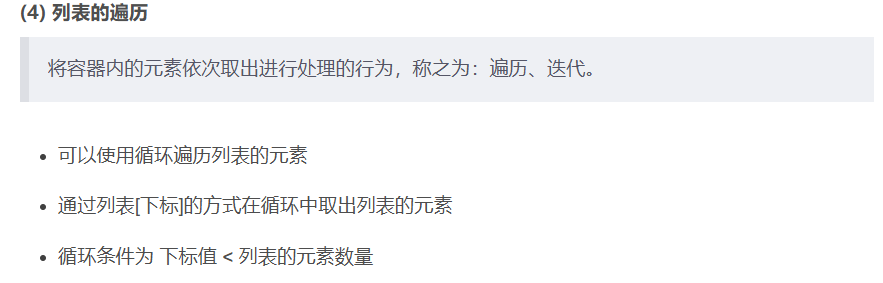 (4) 列表的遍历
将容器内的元素依次取出进行处理的行为，称之为：遍历、迭代。
• 可以使用循环遍历列表的元素
• 通过列表[下标]的方式在循环中取出列表的元素
• 循环条件为 下标值 < 列表的元素数量